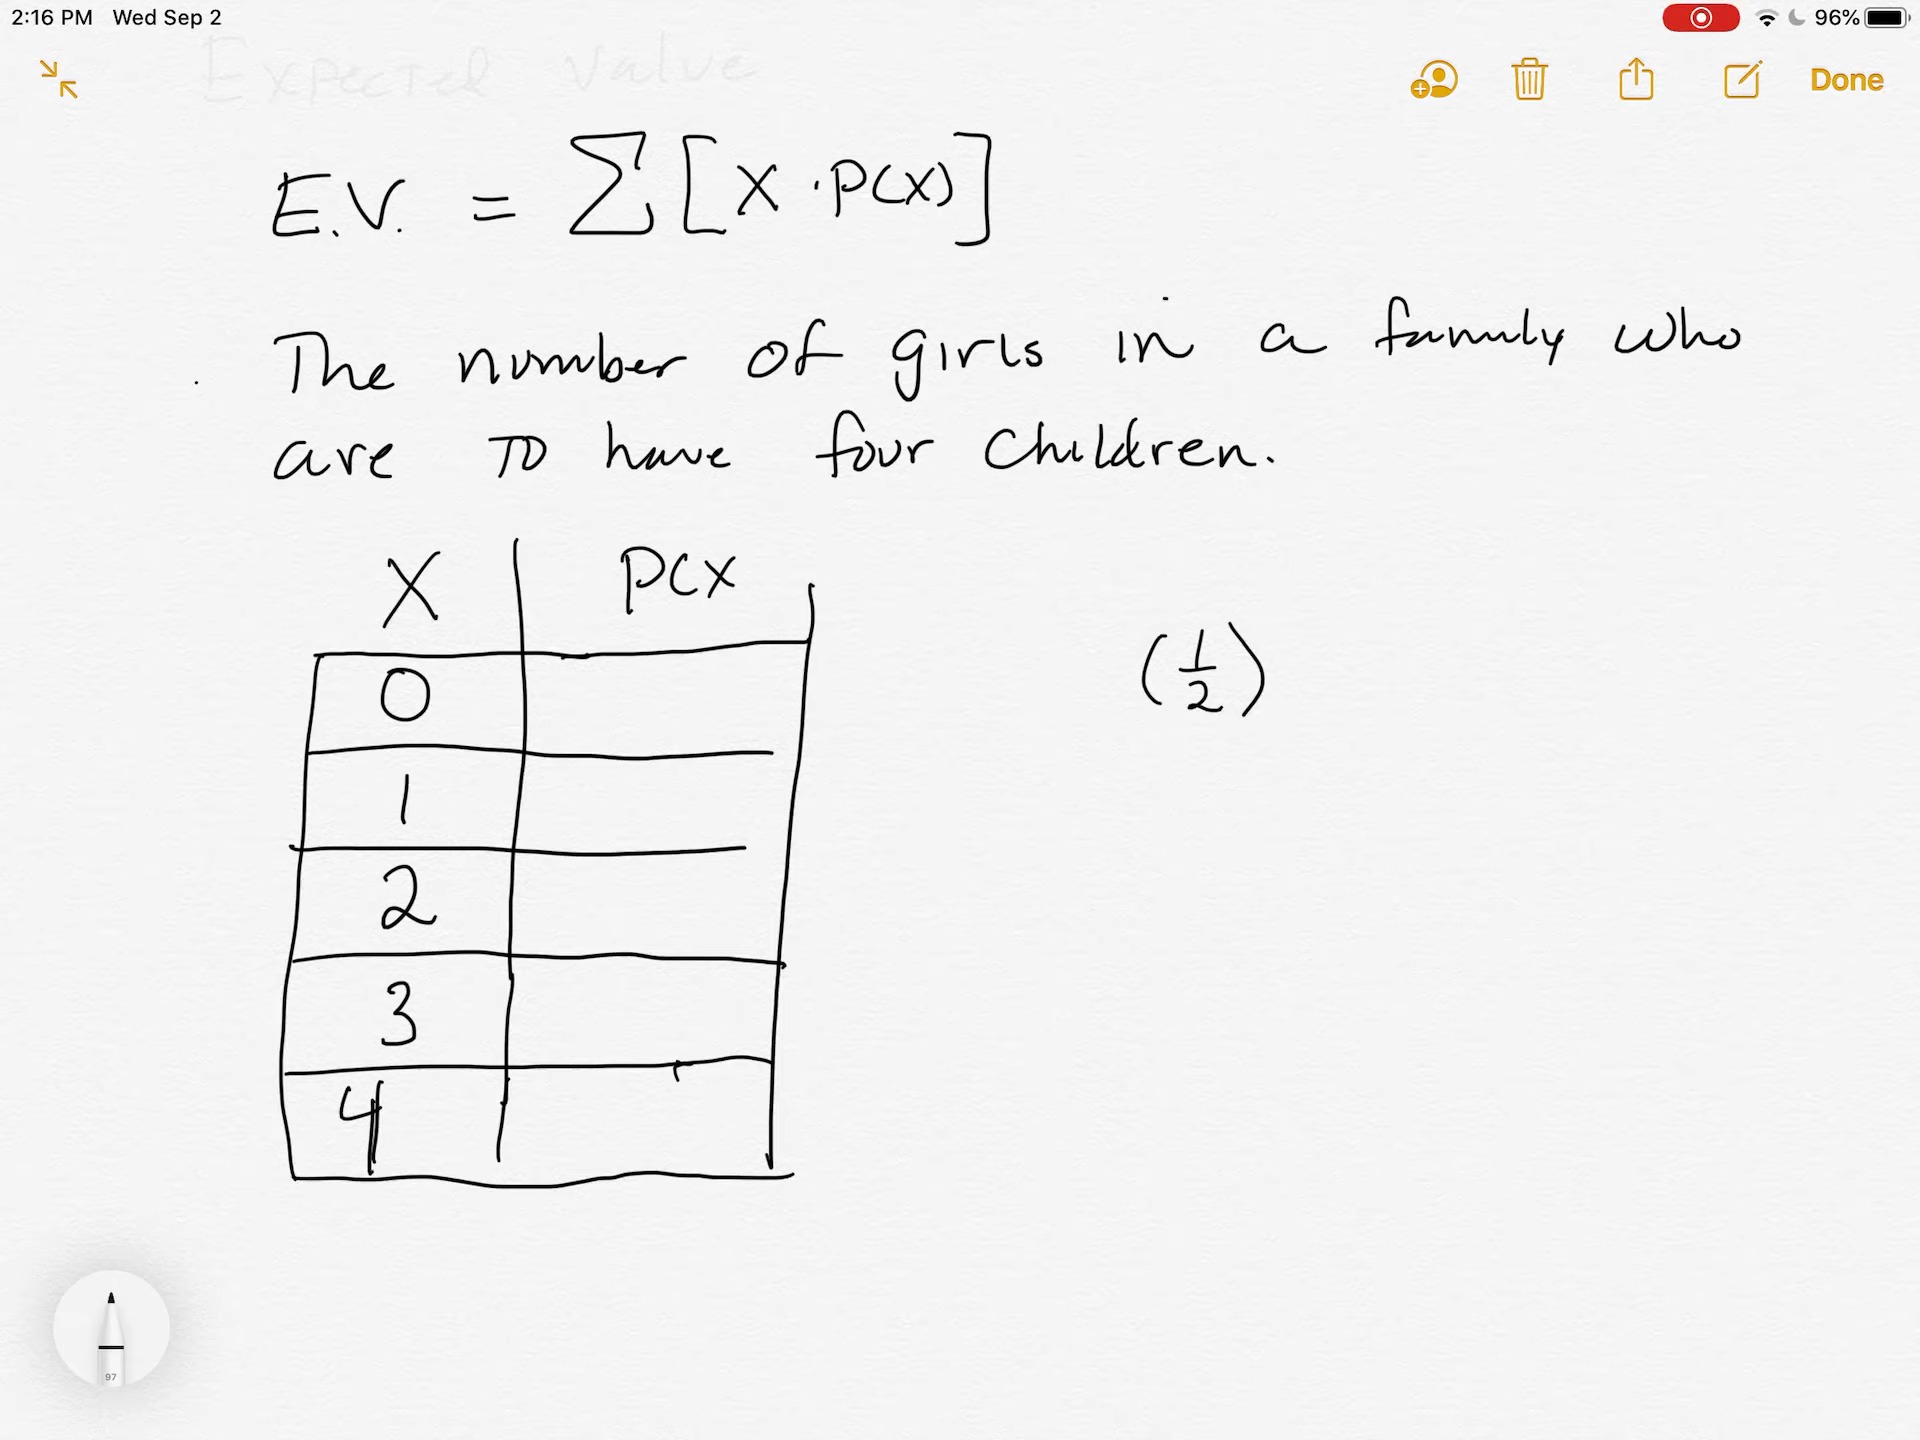 2:16 PM Wed Sep 2
96%
Expected Value
Done
E.V. = Σ[X · P(X)]
The number of girls in a family who
are to have four children.
X P(X
(1/2)
0
1
2
3
4
97